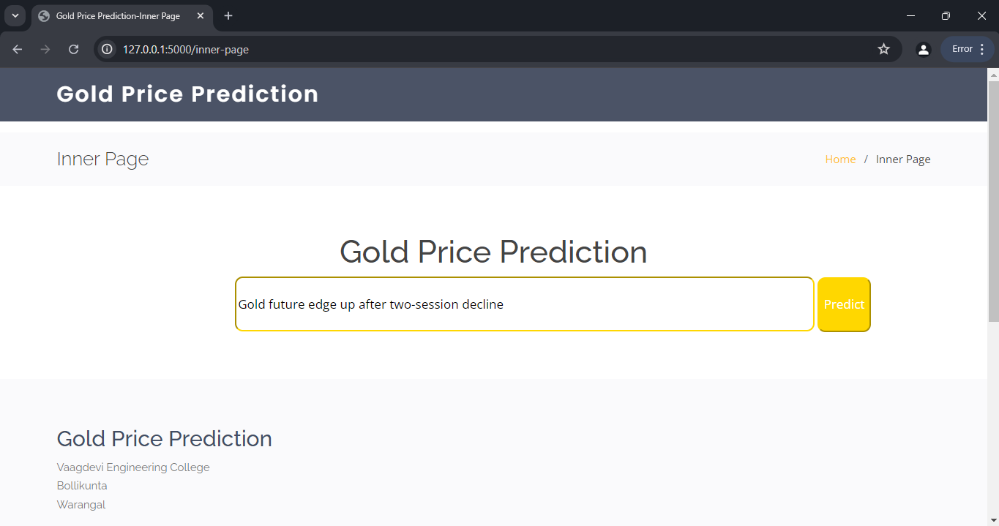 Gold Price Prediction-Inner Page
127.0.0.1:5000/inner-page
Error
Gold Price Prediction
Inner Page
Home / Inner Page
Gold Price Prediction
Gold future edge up after two-session decline
Predict
Gold Price Prediction
Vaagdevi Engineering College
Bollikunta
Warangal